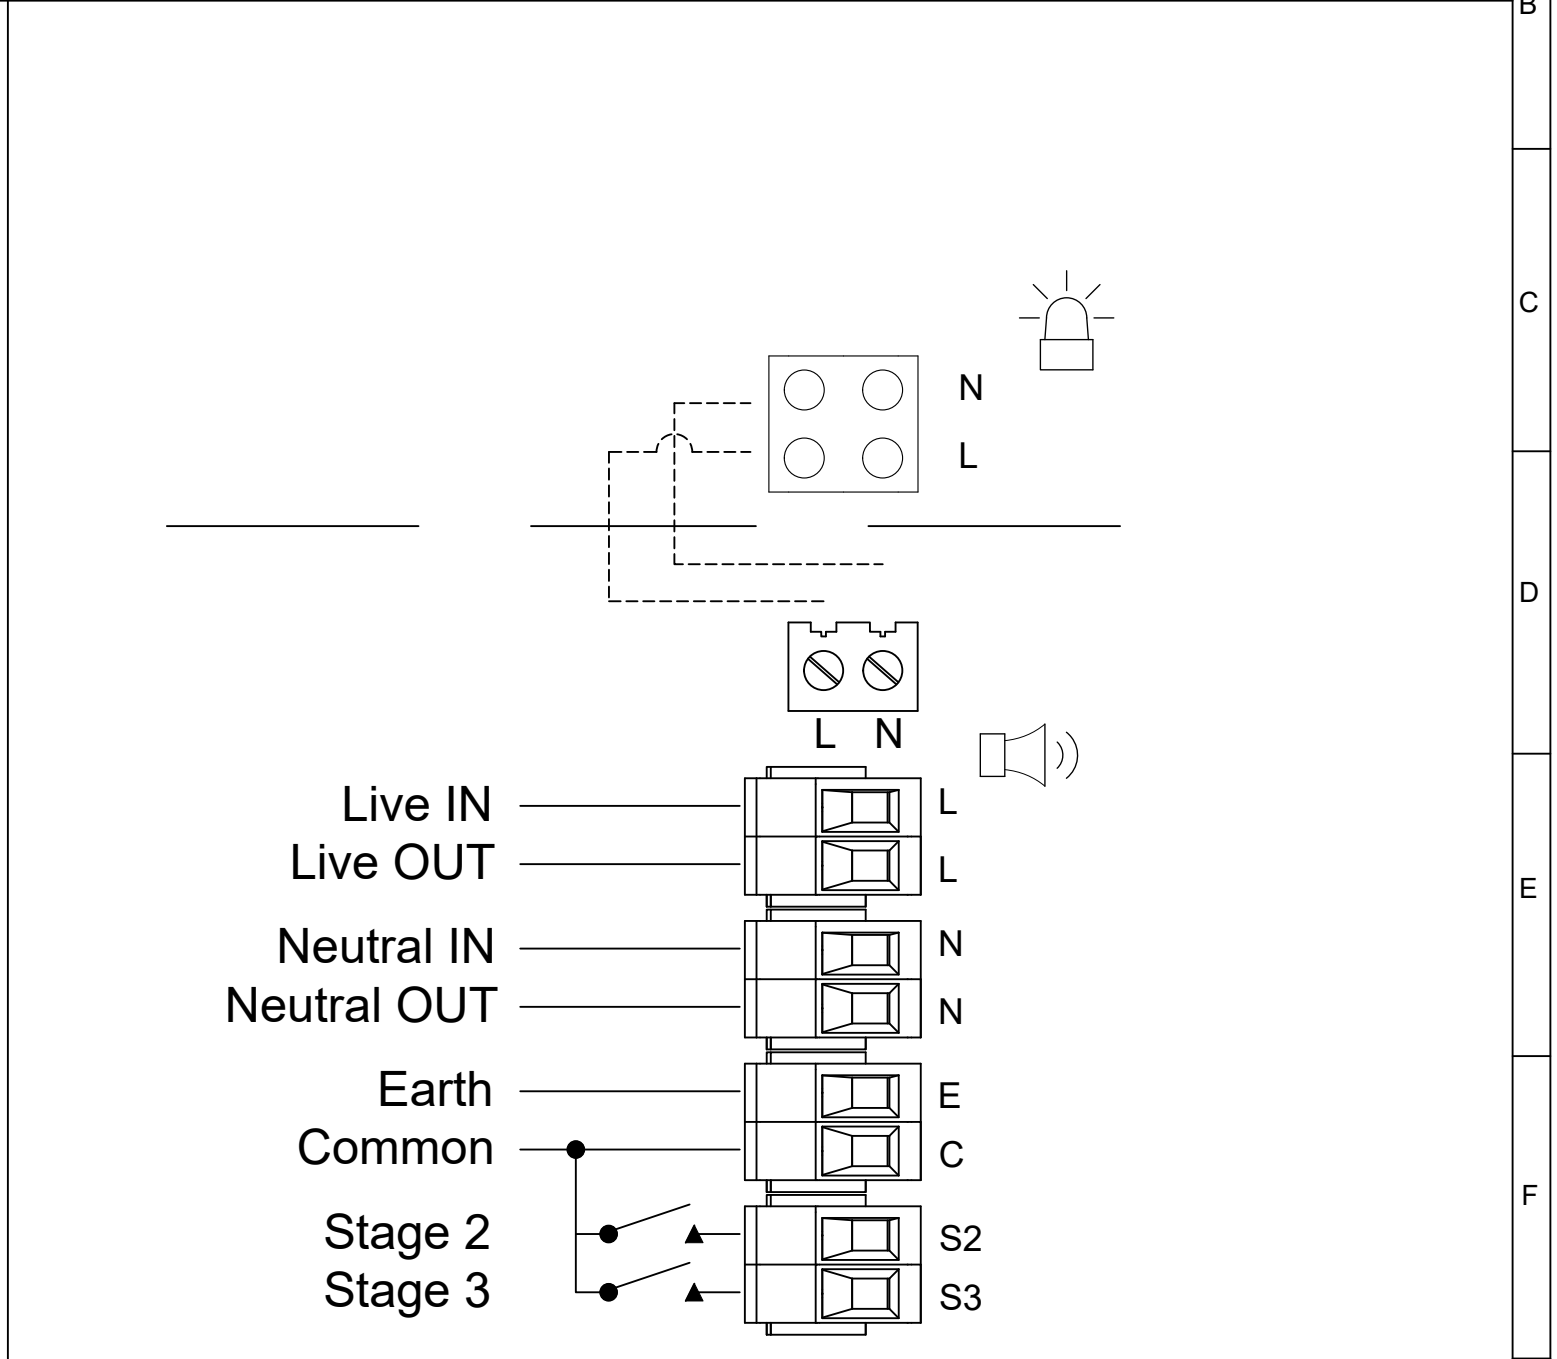 B
C
N
L
D
L N
Live IN L
Live OUT L
E
Neutral IN N
Neutral OUT N
Earth E
Common C
F
Stage 2 S2
Stage 3 S3